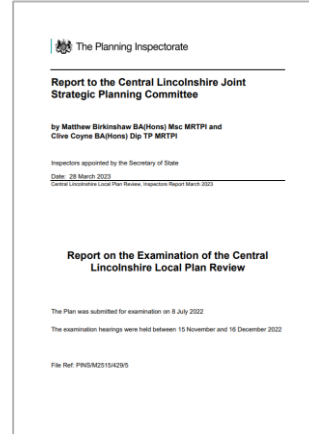 The Planning Inspectorate
Report to the Central Lincolnshire Joint
Strategic Planning Committee
by Matthew Birkinshaw BA(Hons) Msc MRTPI and
Clive Coyne BA(Hons) Dip TP MRTPI
Inspectors appointed by the Secretary of State
Date: 28 March 2023
Central Lincolnshire Local Plan Review, Inspectors Report March 2023
Report on the Examination of the Central
Lincolnshire Local Plan Review
The Plan was submitted for examination on 8 July 2022
The examination hearings were held between 15 November and 16 December 2022
File Ref: PINS/M2515/429/5